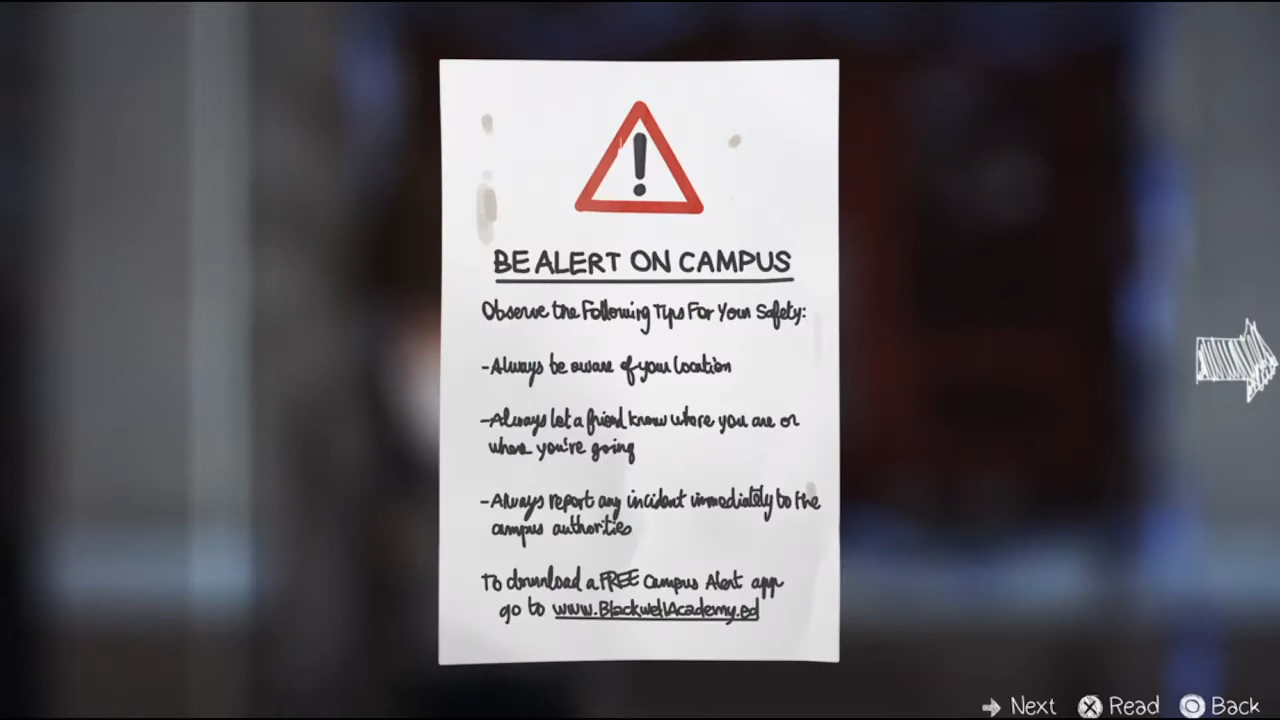 !
BE ALERT ON CAMPUS
Observe the Following Tips For Your Safety:
-Always be aware of your location
-Always let a friend know where you are or
where you're going
-Always report any incident immediately to the
campus authorities
To download a FREE Campus Alert app
go to www.BlackwellAcademy.ed
Next Read Back